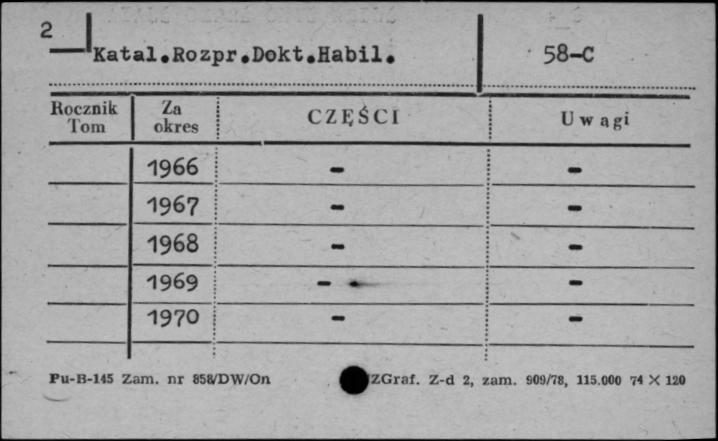 2
Katal.Rozpr.Dokt.Habil. 58-C
Rocznik Tom Za okres CZĘŚCI Uwagi
1966 - -
1967 - -
1968 - -
1969 - -
1970 - -
Pu-B-145 Zam. nr 858/DW/On ZGraf. Z-d 2, zam. 909/78, 115.000 74 X 120